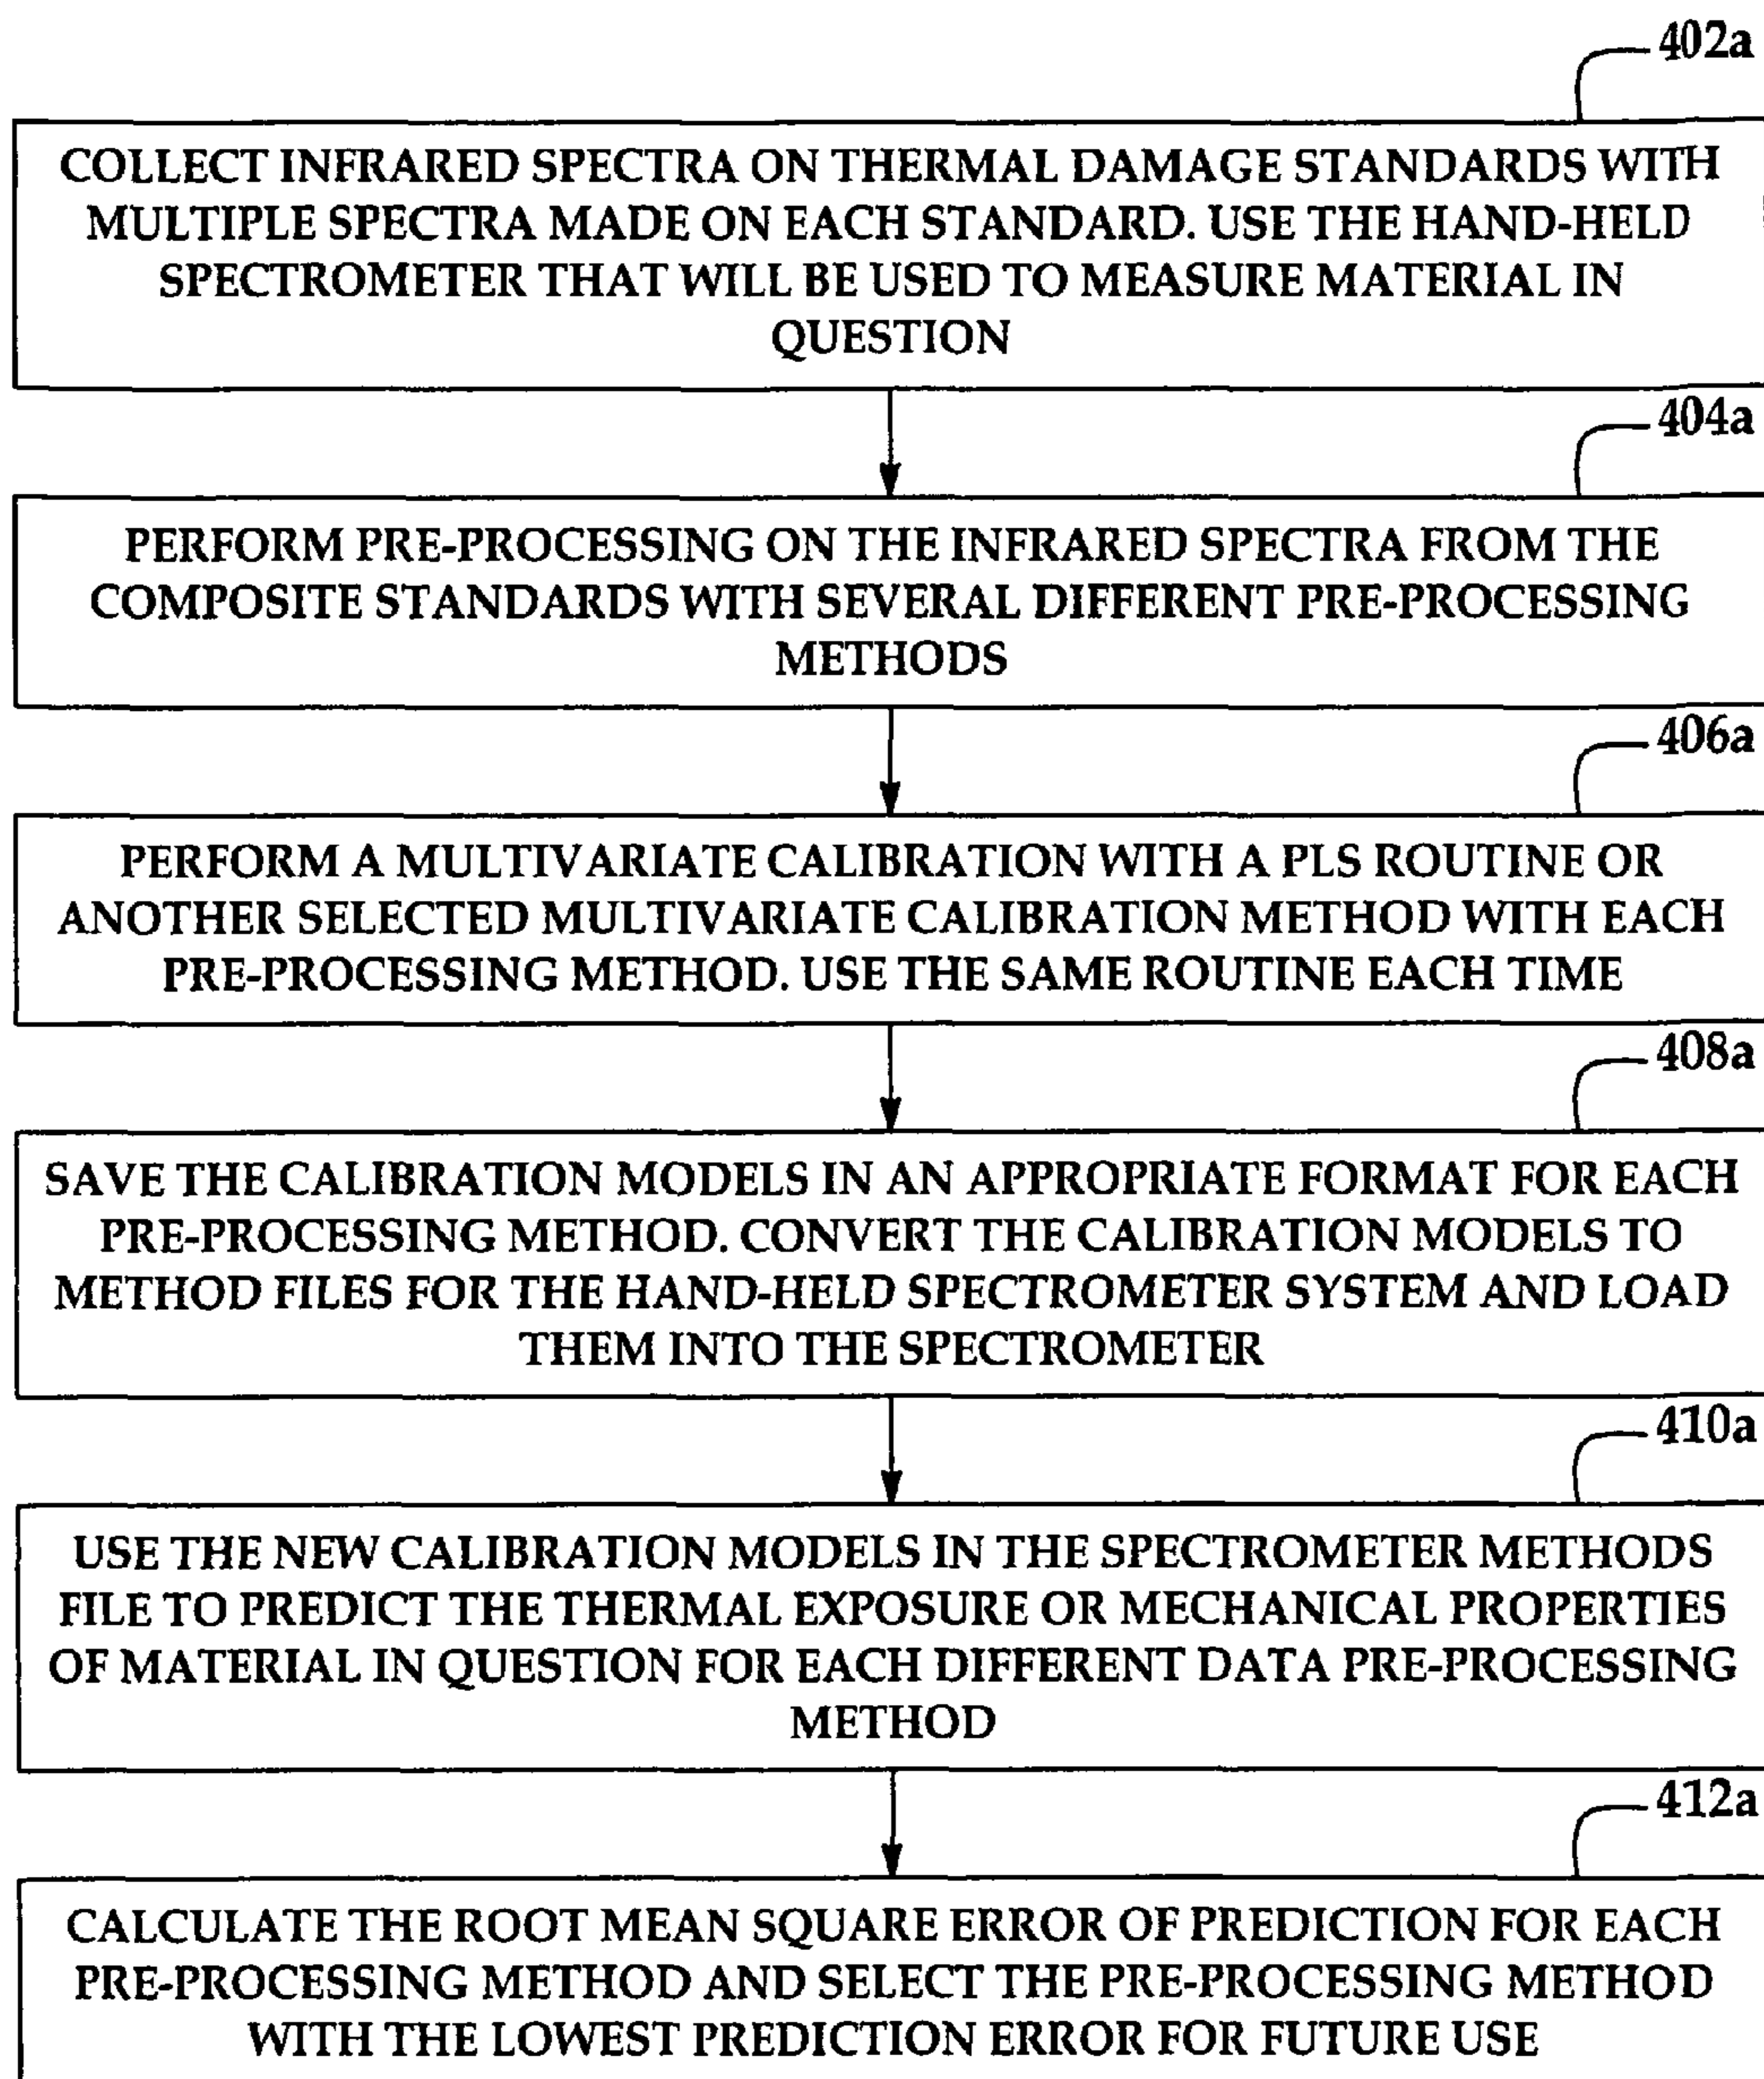 402a
COLLECT INFRARED SPECTRA ON THERMAL DAMAGE STANDARDS WITH
MULTIPLE SPECTRA MADE ON EACH STANDARD. USE THE HAND-HELD
SPECTROMETER THAT WILL BE USED TO MEASURE MATERIAL IN
QUESTION
404a
PERFORM PRE-PROCESSING ON THE INFRARED SPECTRA FROM THE
COMPOSITE STANDARDS WITH SEVERAL DIFFERENT PRE-PROCESSING
METHODS
406a
PERFORM A MULTIVARIATE CALIBRATION WITH A PLS ROUTINE OR
ANOTHER SELECTED MULTIVARIATE CALIBRATION METHOD WITH EACH
PRE-PROCESSING METHOD. USE THE SAME ROUTINE EACH TIME
408a
SAVE THE CALIBRATION MODELS IN AN APPROPRIATE FORMAT FOR EACH
PRE-PROCESSING METHOD. CONVERT THE CALIBRATION MODELS TO
METHOD FILES FOR THE HAND-HELD SPECTROMETER SYSTEM AND LOAD
THEM INTO THE SPECTROMETER
410a
USE THE NEW CALIBRATION MODELS IN THE SPECTROMETER METHODS
FILE TO PREDICT THE THERMAL EXPOSURE OR MECHANICAL PROPERTIES
OF MATERIAL IN QUESTION FOR EACH DIFFERENT DATA PRE-PROCESSING
METHOD
412a
CALCULATE THE ROOT MEAN SQUARE ERROR OF PREDICTION FOR EACH
PRE-PROCESSING METHOD AND SELECT THE PRE-PROCESSING METHOD
WITH THE LOWEST PREDICTION ERROR FOR FUTURE USE